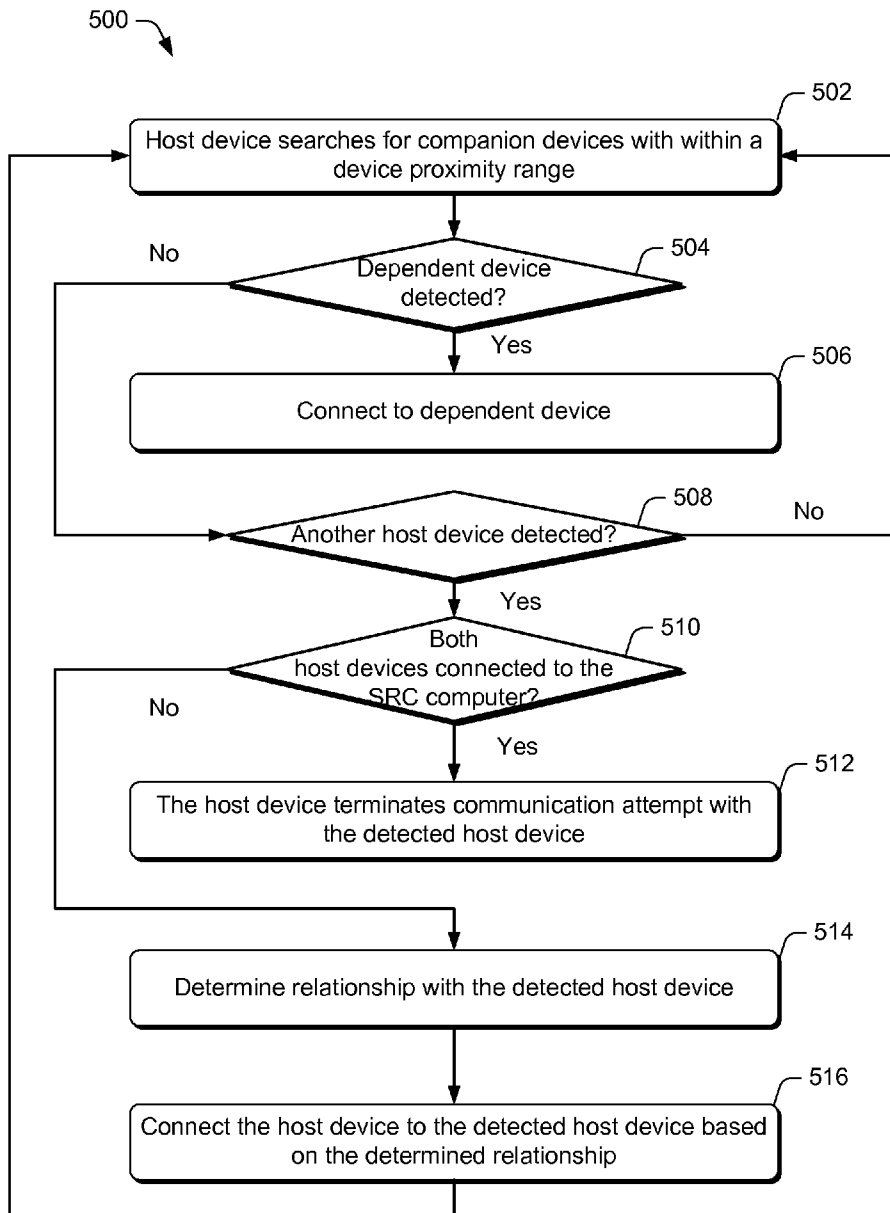 500
502
Host device searches for companion devices with within a
device proximity range
No
504
Dependent device
detected?
Yes
506
Connect to dependent device
508
Another host device detected?
No
Yes
510
Both
host devices connected to the
SRC computer?
No
Yes
512
The host device terminates communication attempt with
the detected host device
514
Determine relationship with the detected host device
516
Connect the host device to the detected host device based
on the determined relationship